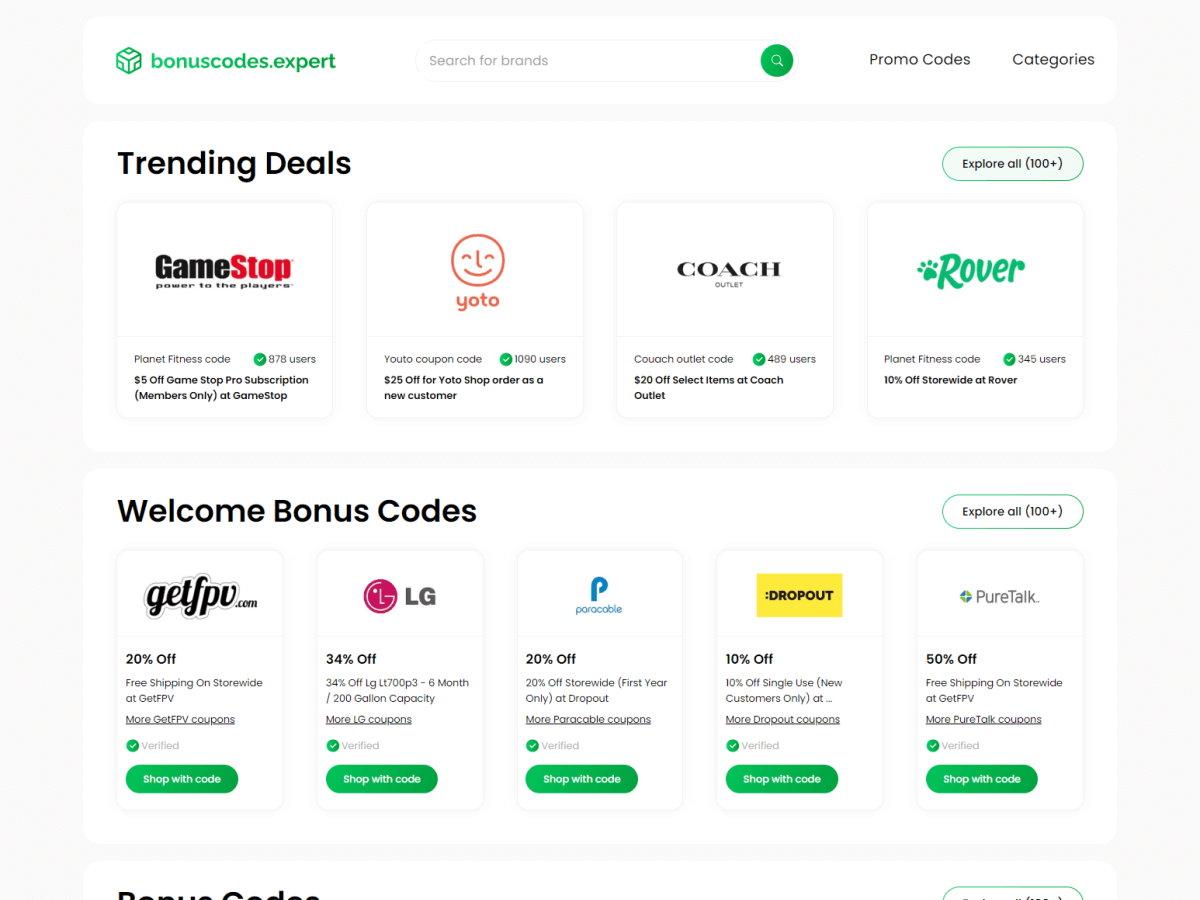 bonuscodes.expert
Search for brands
Promo Codes
Categories
Trending Deals
Explore all (100+)
GameStop
power to the players
yoto
COACH
OUTLET
Rover
Planet Fitness code
878 users
$5 Off Game Stop Pro Subscription
(Members Only) at GameStop
Youto coupon code
1090 users
$25 Off for Yoto Shop order as a
new customer
Couach outlet code
489 users
$20 Off Select Items at Coach
Outlet
Planet Fitness code
345 users
10% Off Storewide at Rover
Welcome Bonus Codes
Explore all (100+)
getfpv.com
LG
paracable
:DROPOUT
PureTalk
20% Off
Free Shipping On Storewide
at GetFPV
More GetFPV coupons
Verified
Shop with code
34% Off
34% Off Lg Lt700p3 - 6 Month
/ 200 Gallon Capacity
More LG coupons
Verified
Shop with code
20% Off
20% Off Storewide (First Year
Only) at Dropout
More Paracable coupons
Verified
Shop with code
10% Off
10% Off Single Use (New
Customers Only) at ...
More Dropout coupons
Verified
Shop with code
50% Off
Free Shipping On Storewide
at GetFPV
More PureTalk coupons
Verified
Shop with code
Bonus Codes